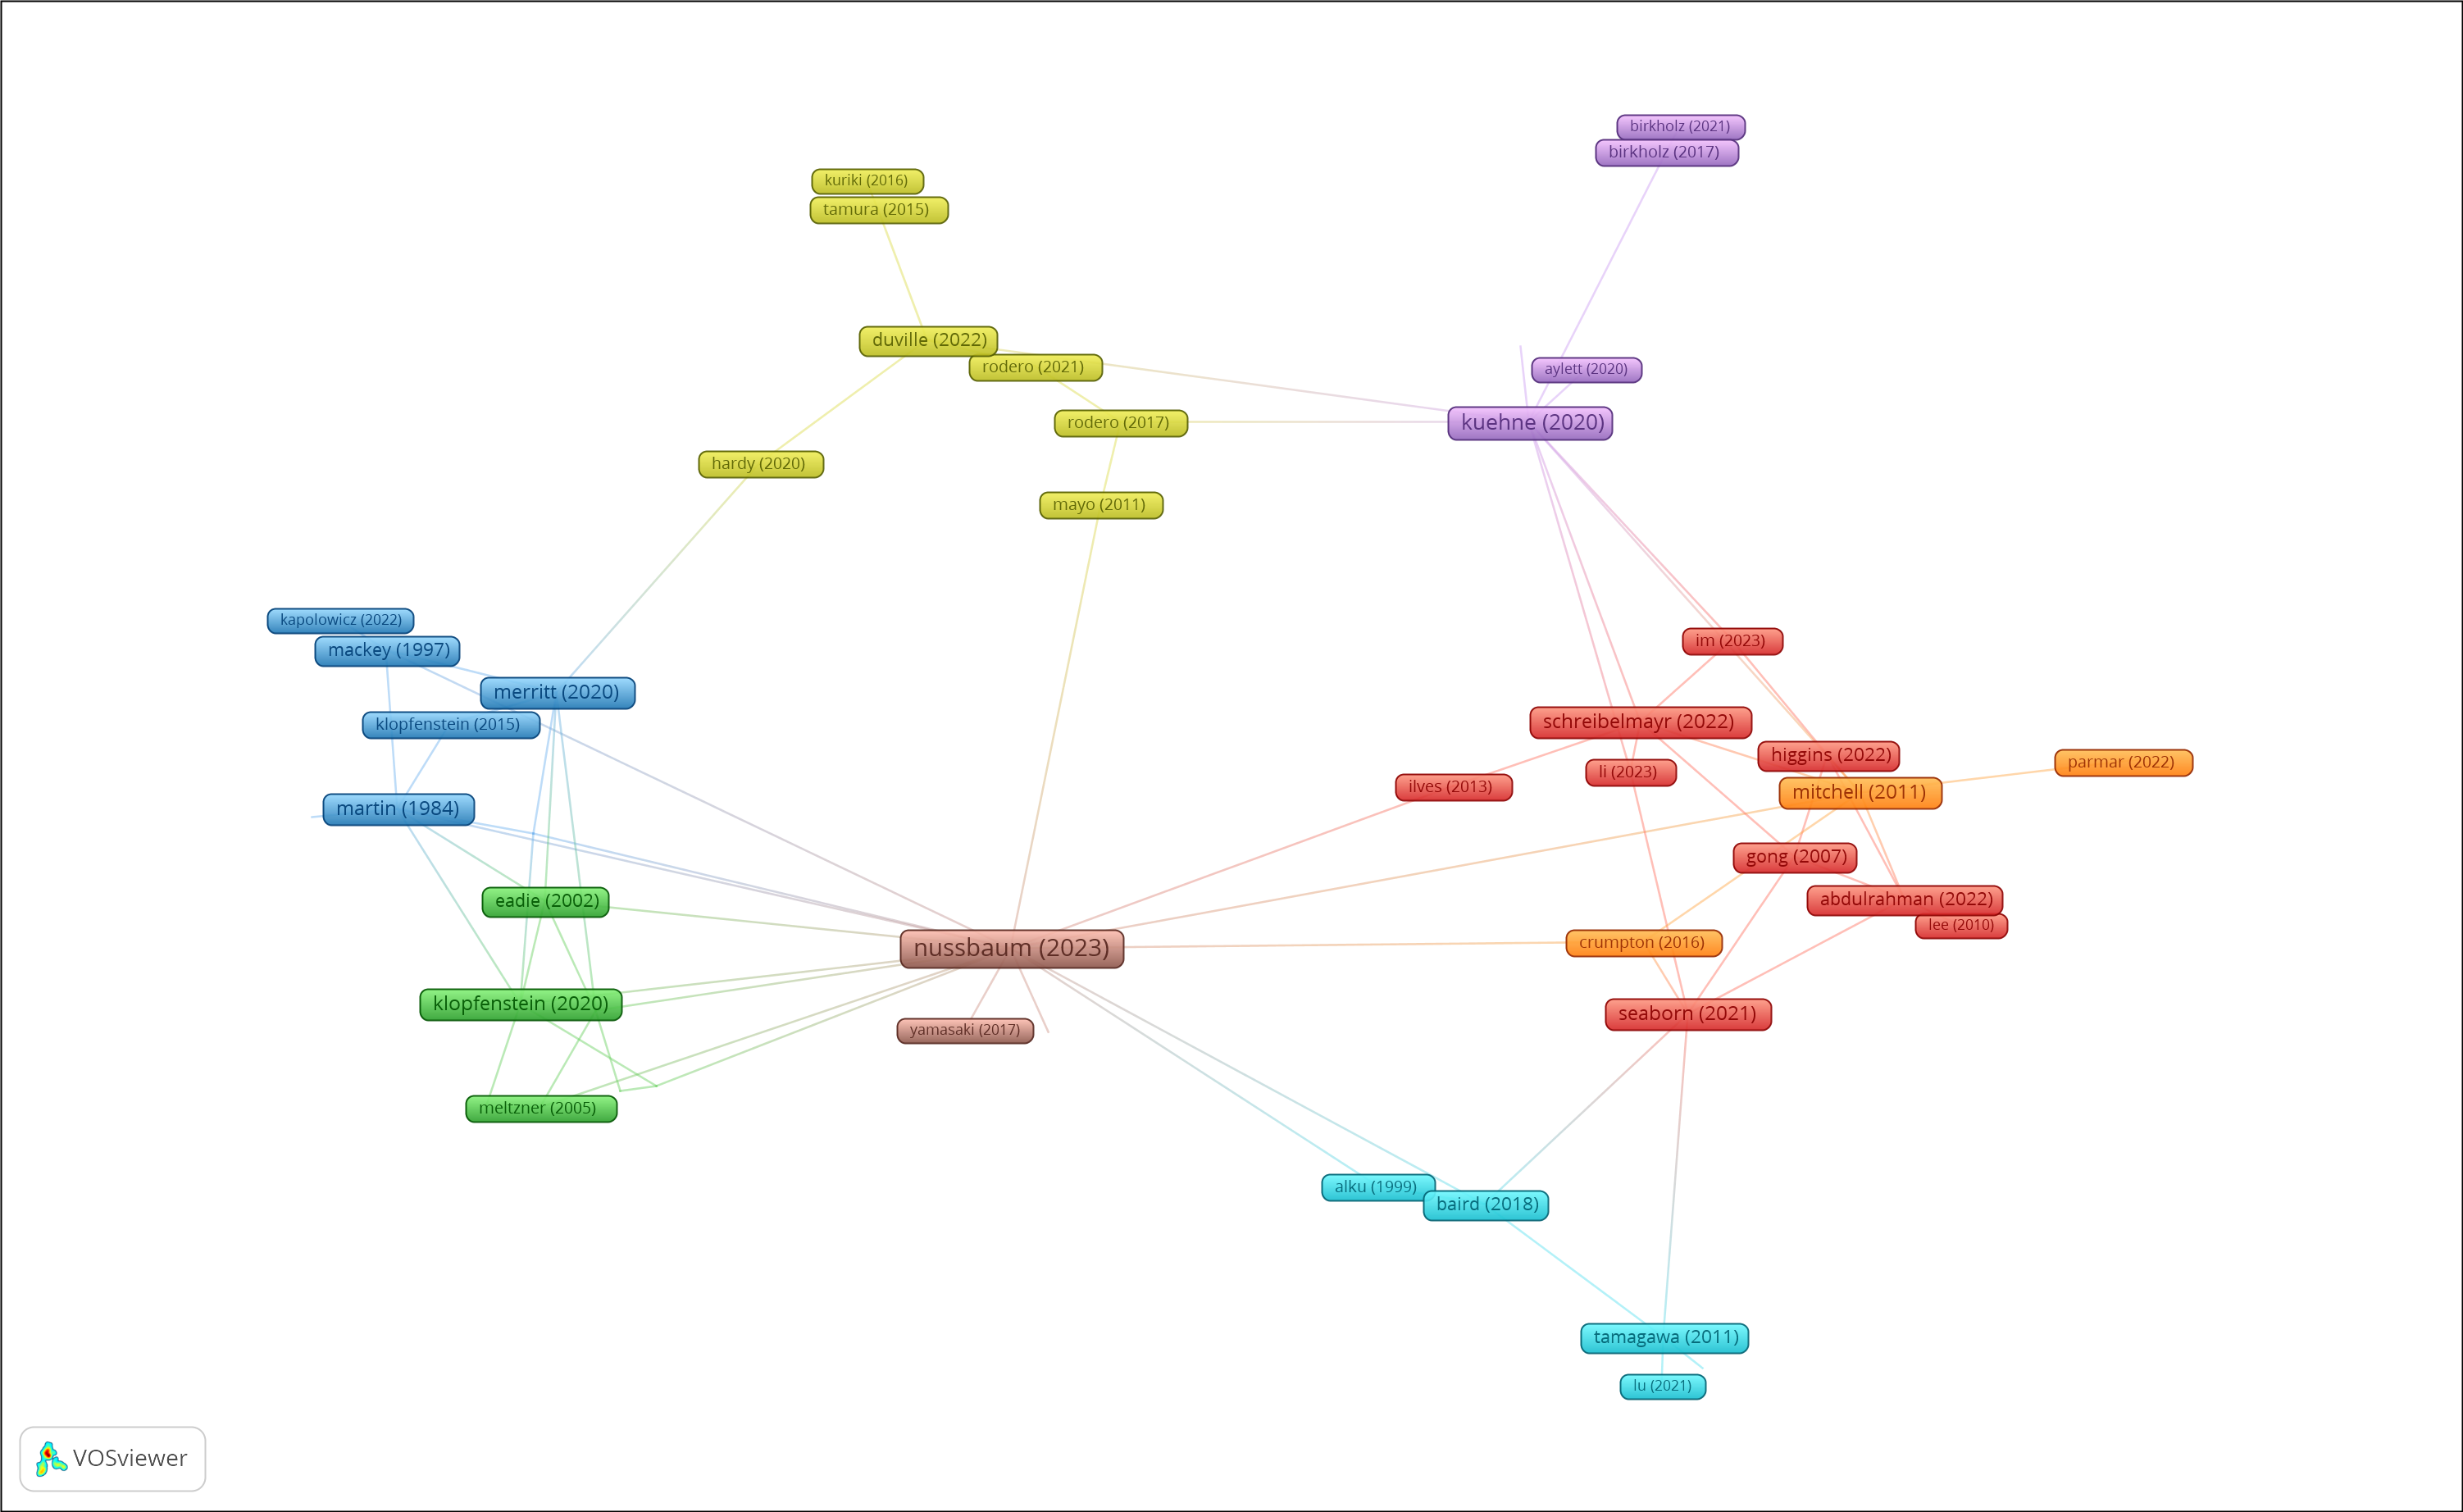 birkholz (2021)
birkholz (2017)
kuriki (2016)
tamura (2015)
duville (2022)
rodero (2021)
aylett (2020)
rodero (2017)
kuehne (2020)
hardy (2020)
mayo (2011)
kapolowicz (2022)
mackey (1997)
im (2023)
merritt (2020)
klopfenstein (2015)
schreibelmayr (2022)
higgins (2022)
parmar (2022)
li (2023)
ilves (2013)
mitchell (2011)
martin (1984)
gong (2007)
eadie (2002)
abdulrahman (2022)
lee (2010)
nussbaum (2023)
crumpton (2016)
klopfenstein (2020)
seaborn (2021)
yamasaki (2017)
meltzner (2005)
alku (1999)
baird (2018)
tamagawa (2011)
lu (2021)
VOSviewer